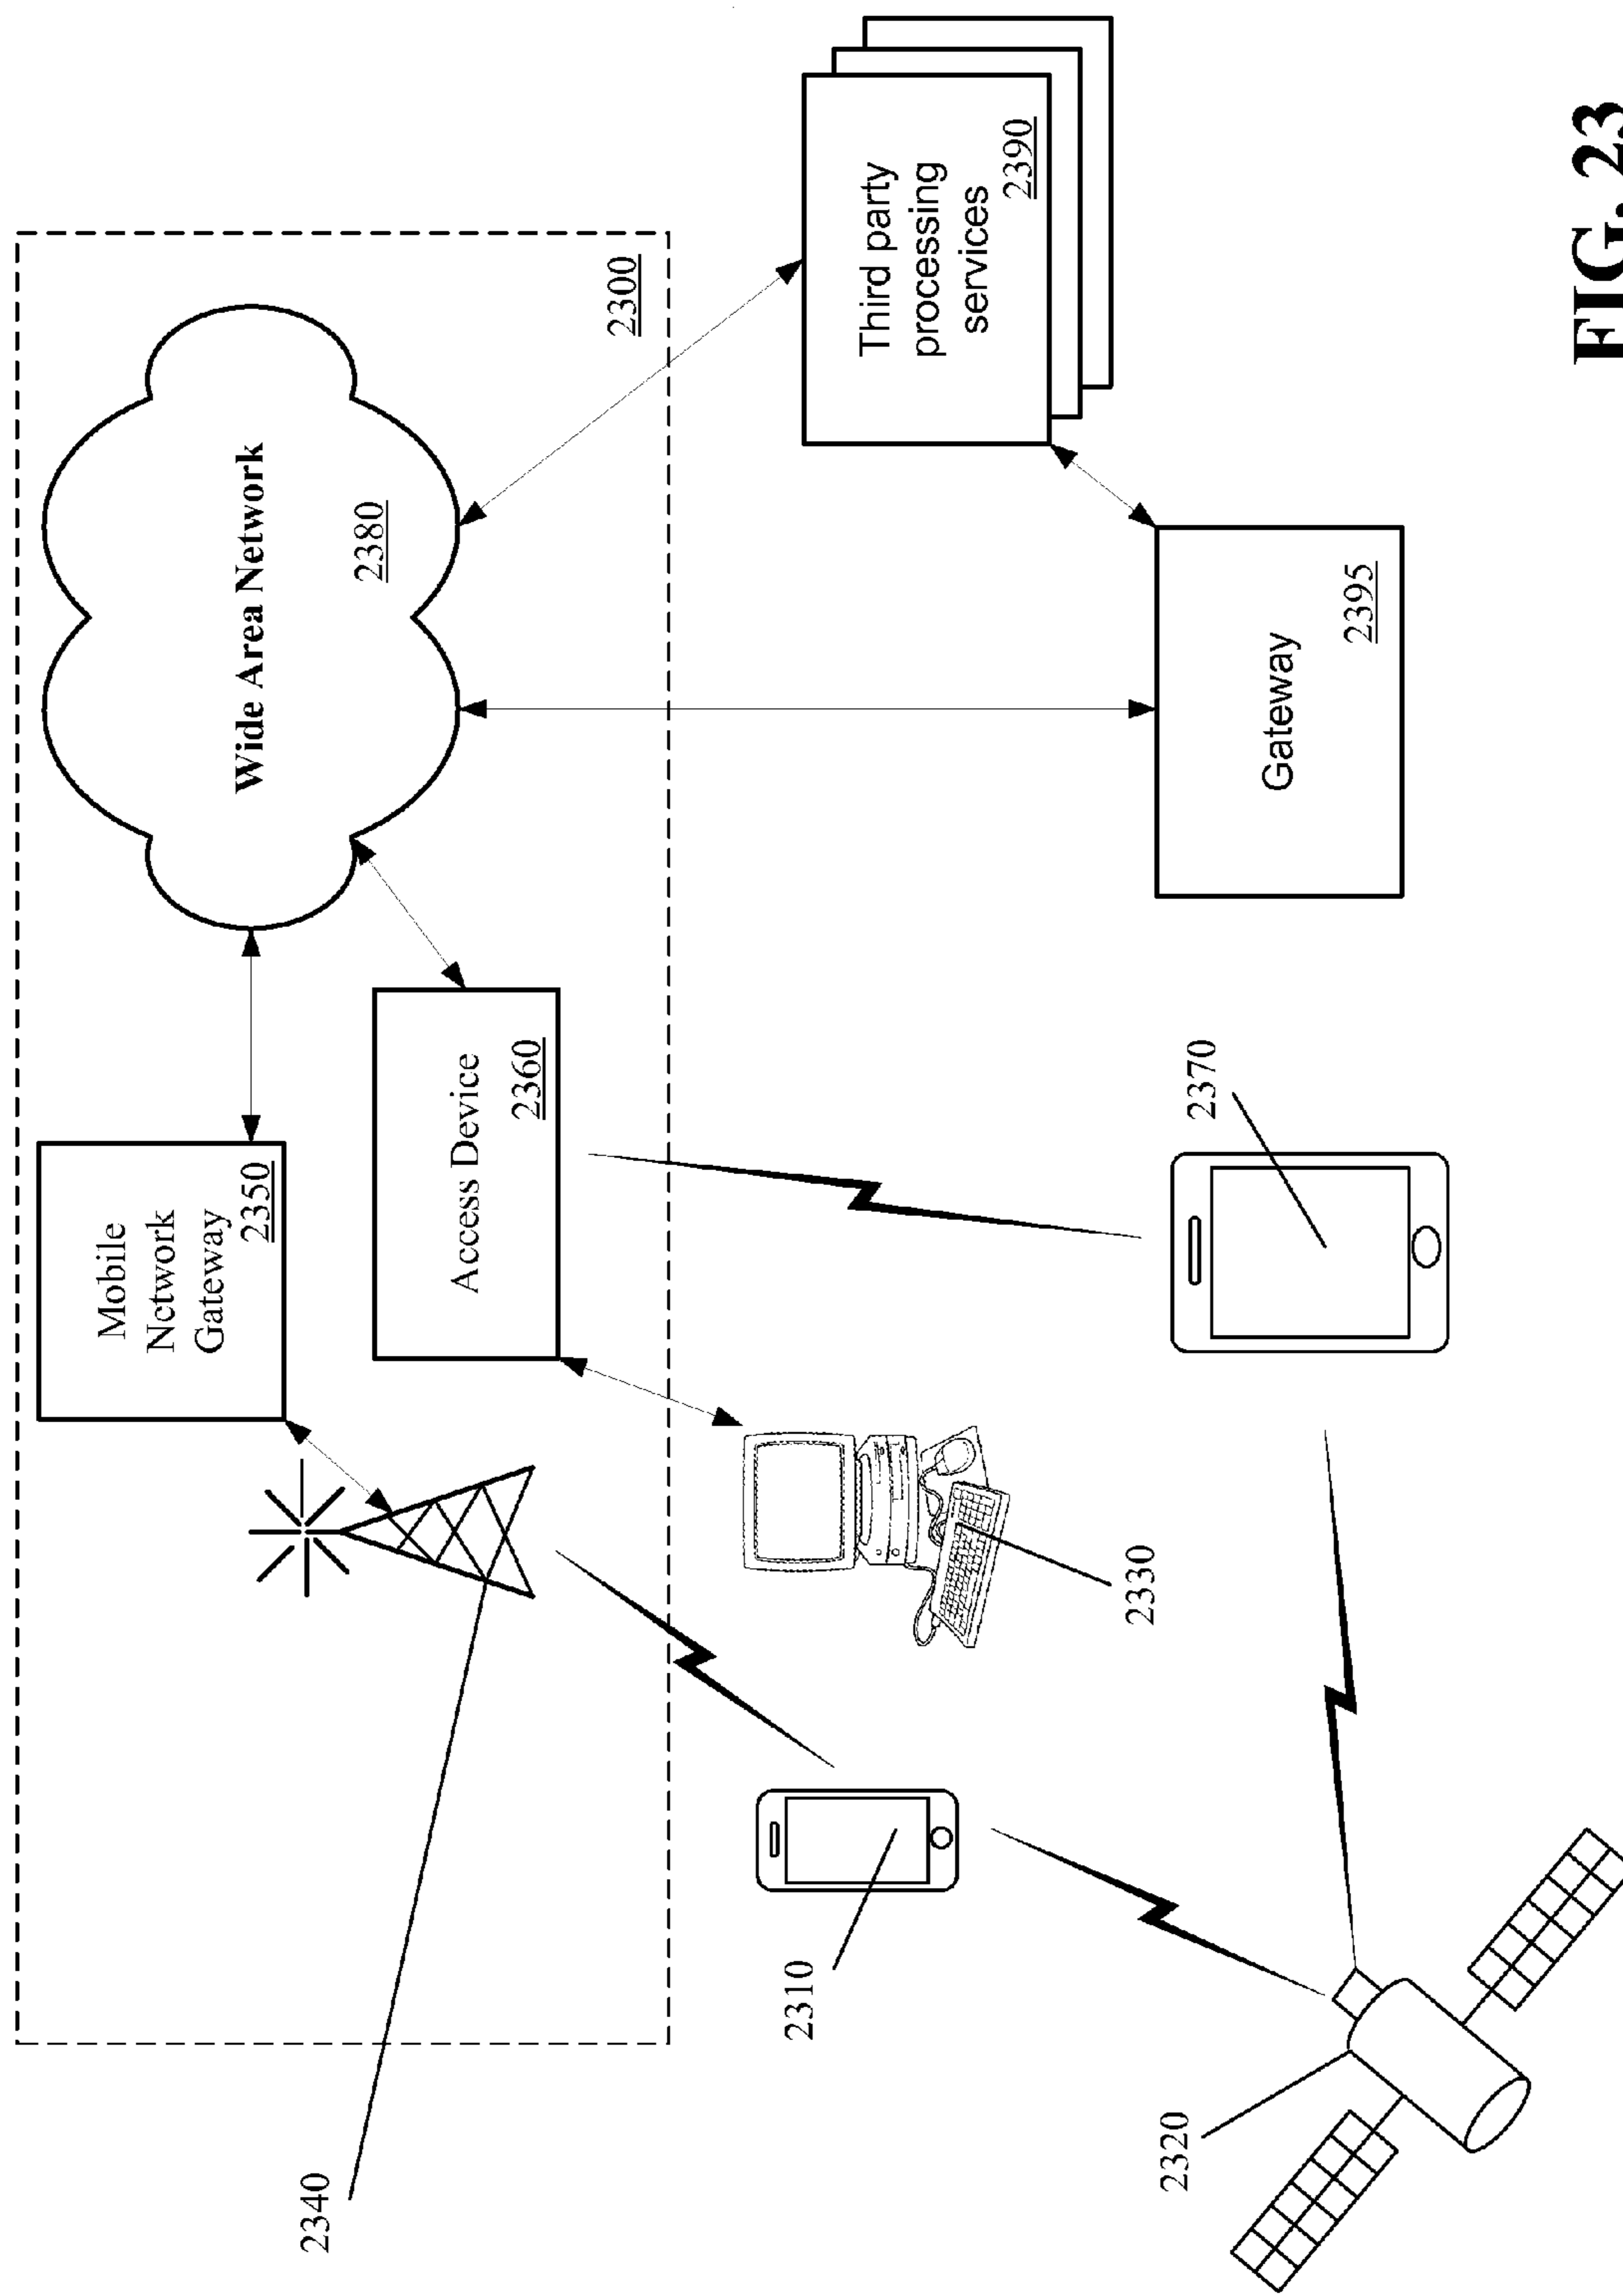 Mobile
Network
Gateway
2350
Wide Area Network
2380
Access Device
2360
2300
2340
2310
2330
2320
2370
Third party
processing
services
2390
Gateway
2395
FIG. 23